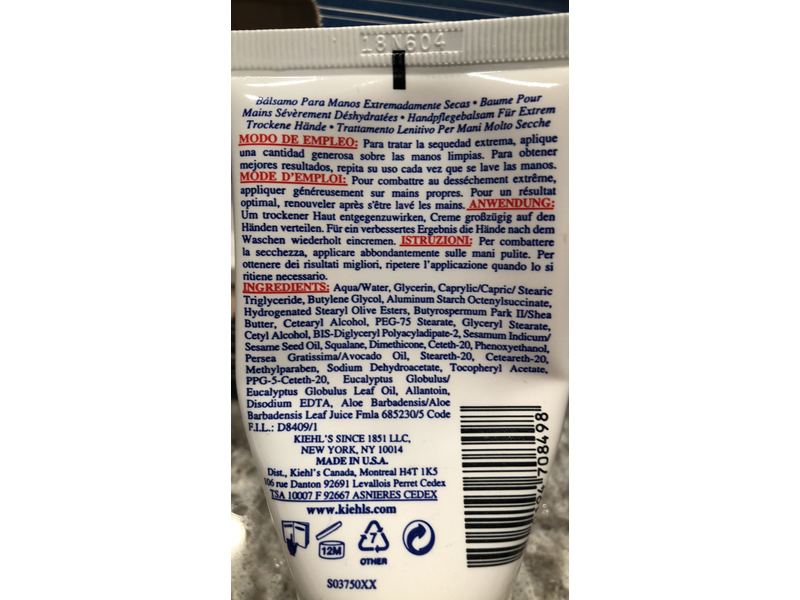 18N604
Bálsamo Para Manos Extremadamente Secas • Baume Pour
Mains Sévèrement Déshydratées • Handpflegebalsam Für Extrem
Trockene Hände • Trattamento Lenitivo Per Mani Molto Secche
MODO DE EMPLEO: Para tratar la sequedad extrema, aplique
una cantidad generosa sobre las manos limpias. Para obtener
mejores resultados, repita su uso cada vez que se lave las manos.
MODE D'EMPLOI: Pour combattre au desséchement extrême,
appliquer généreusement sur mains propres. Pour un résultat
optimal, renouveler après s'être lavé les mains. ANWENDUNG:
Um trockener Haut entgegenzuwirken, Creme großzügig auf den
Händen verteilen. Für ein verbessertes Ergebnis die Hände nach dem
Waschen wiederholt eincremen. ISTRUZIONI: Per combattere
la secchezza, applicare abbondantemente sulle mani pulite. Per
ottenere dei risultati migliori, ripetere l'applicazione quando lo si
ritiene necessario.
INGREDIENTS: Aqua/Water, Glycerin, Caprylic/Capric/ Stearic
Triglyceride, Butylene Glycol, Aluminum Starch Octenylsuccinate,
Hydrogenated Stearyl Olive Esters, Butyrospermum Park II/Shea
Butter, Cetearyl Alcohol, PEG-75 Stearate, Glyceryl Stearate,
Cetyl Alcohol, BIS-Diglyceryl Polyacyladipate-2, Sesamum Indicum/
Sesame Seed Oil, Squalane, Dimethicone, Ceteth-20, Phenoxyethanol,
Persea Gratissima/Avocado Oil, Steareth-20, Ceteareth-20,
Methylparaben, Sodium Dehydroacetate, Tocopheryl Acetate,
PPG-5-Ceteth-20, Eucalyptus Globulus/
Eucalyptus Globulus Leaf Oil, Allantoin,
Disodium EDTA, Aloe Barbadensis/Aloe
Barbadensis Leaf Juice Fmla 685230/5 Code
F.I.L.: D8409/1
KIEHL'S SINCE 1851 LLC,
NEW YORK, NY 10014
MADE IN U.S.A.
Dist., Kiehl's Canada, Montreal H4T 1K5
106 rue Danton 92691 Levallois Perret Cedex
TSA 10007 F 92667 ASNIERES CEDEX
www.kiehls.com
12M
7
OTHER
S03750XX
708498